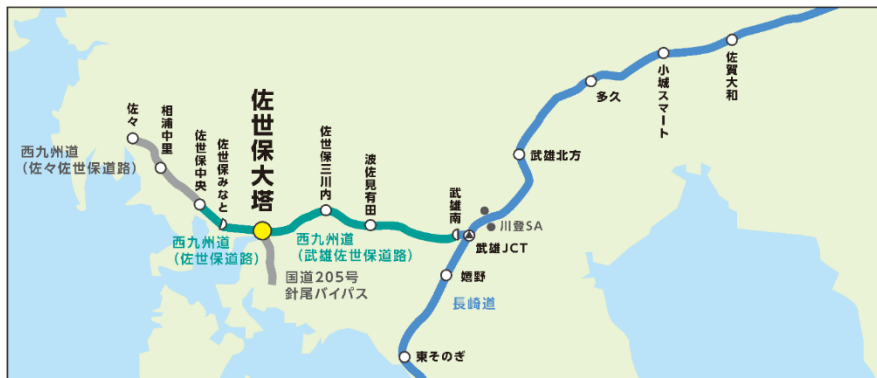 佐々
相浦中里
佐世保中央
佐世保みなと
佐世保大塔
佐世保三川内
波佐見有田
武雄南
武雄JCT
川登SA
武雄北方
多久
小城スマート
佐賀大和
嬉野
東そのぎ
長崎道
西九州道
(佐々佐世保道路)
西九州道
(佐世保道路)
西九州道
(武雄佐世保道路)
国道205号
針尾バイパス